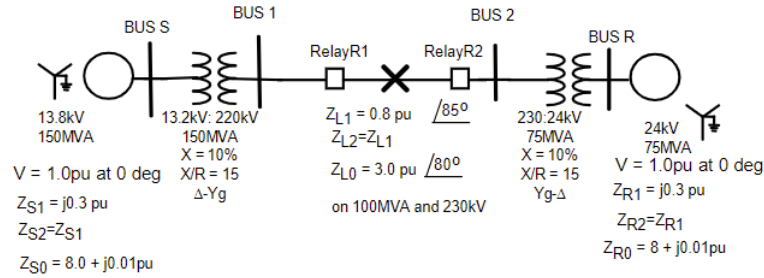 BUS S
BUS 1
BUS 2
BUS R
RelayR1
RelayR2
13.8kV
150MVA
13.2kV: 220kV
150MVA
X = 10%
X/R = 15
Δ-Yg
ZL1 = 0.8 pu /85º
ZL2=ZL1
ZL0 = 3.0 pu /80º
on 100MVA and 230kV
230:24kV
75MVA
X = 10%
X/R = 15
Yg-Δ
24kV
75MVA
V = 1.0pu at 0 deg
ZS1 = j0.3 pu
ZS2=ZS1
ZS0 = 8.0 + j0.01pu
V = 1.0pu at 0 deg
ZR1 = j0.3 pu
ZR2=ZR1
ZR0 = 8 + j0.01pu